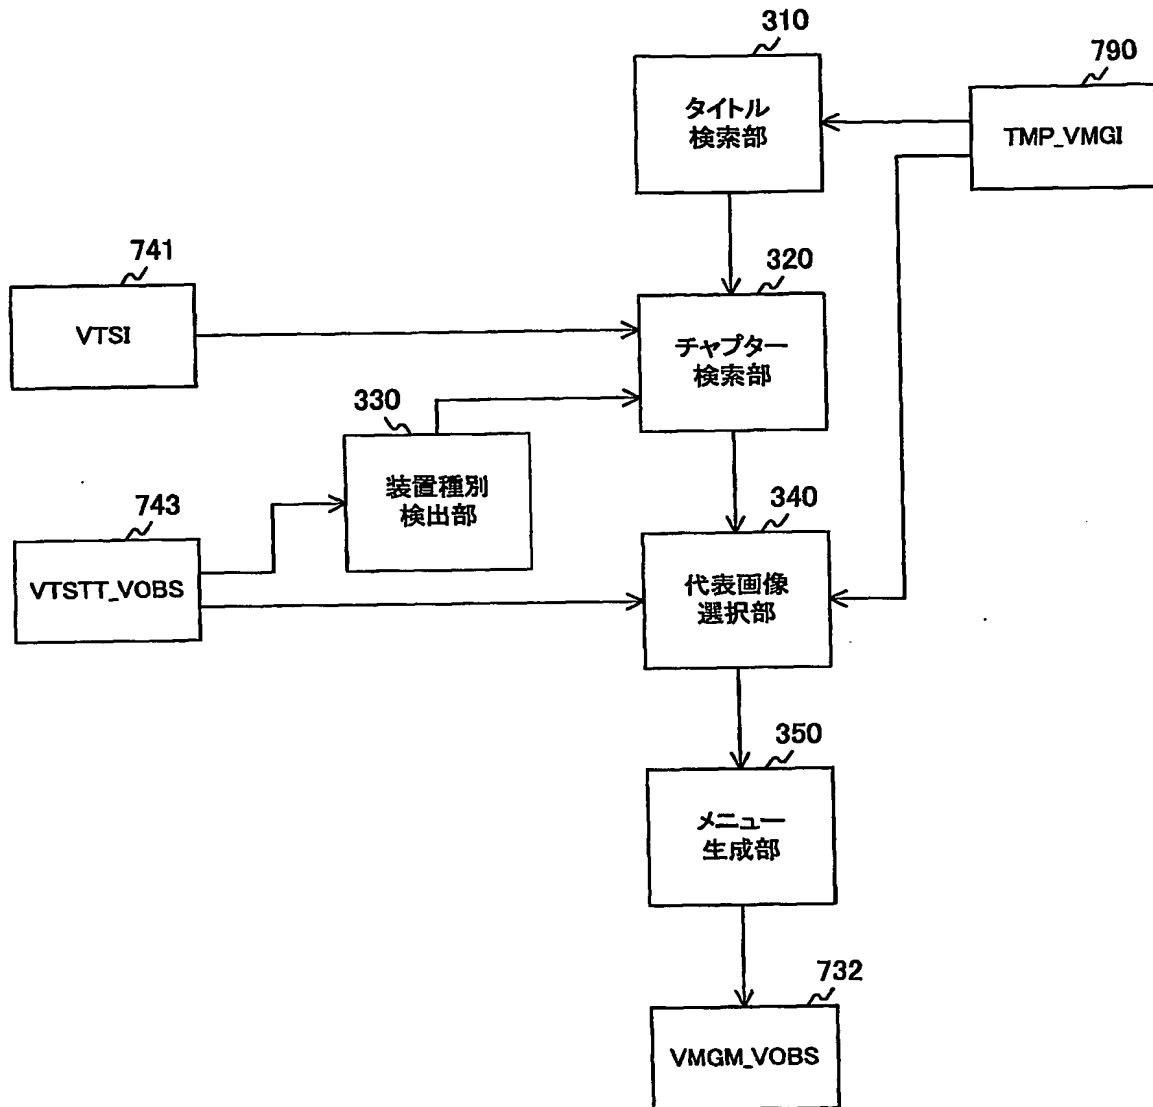 310
タイトル
検索部
790
TMP_VMGI
741
VTSI
320
チャプター
検索部
330
装置種別
検出部
743
VTSTT_VOBS
340
代表画像
選択部
350
メニュー
生成部
732
VMGM_VOBS